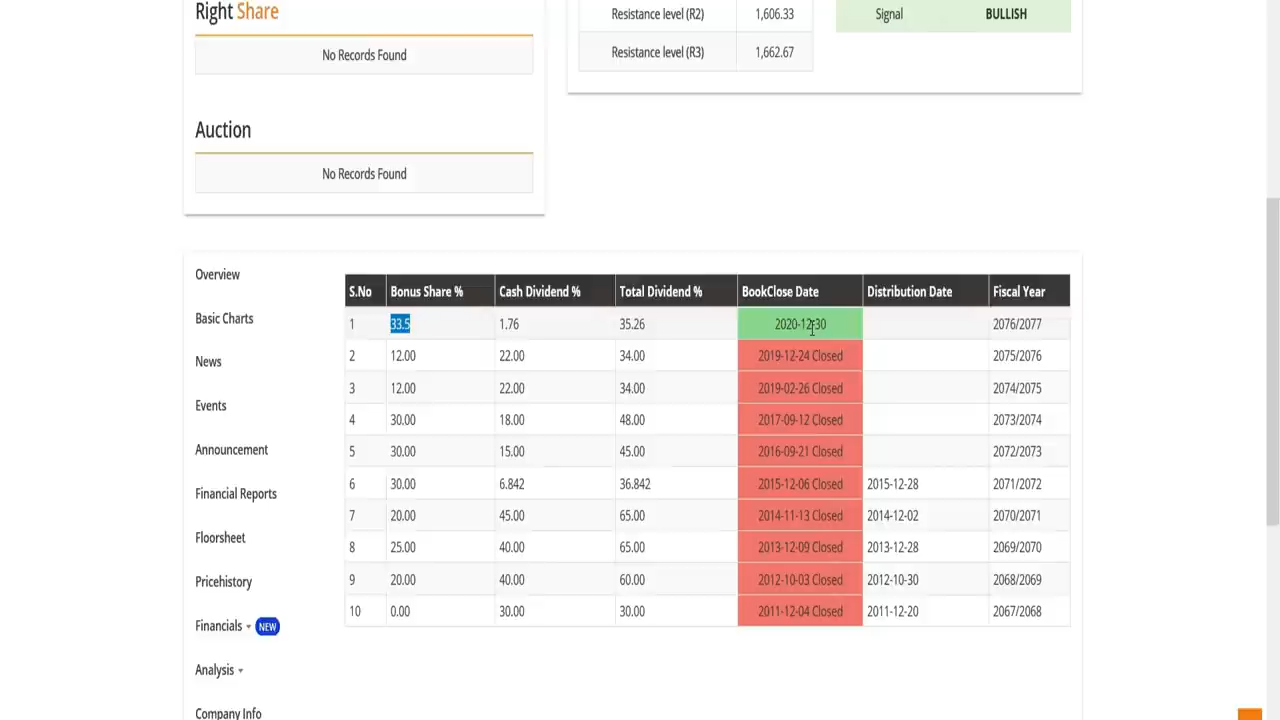 Right Share
No Records Found
Auction
No Records Found
Resistance level (R2) 1,606.33
Resistance level (R3) 1,662.67
Signal BULLISH
Overview
Basic Charts
News
Events
Announcement
Financial Reports
Floorsheet
Pricehistory
Financials NEW
Analysis
Company Info
S.No Bonus Share % Cash Dividend % Total Dividend % BookClose Date Distribution Date Fiscal Year
1 33.5 1.76 35.26 2020-12-30 2076/2077
2 12.00 22.00 34.00 2019-12-24 Closed 2075/2076
3 12.00 22.00 34.00 2019-02-26 Closed 2074/2075
4 30.00 18.00 48.00 2017-09-12 Closed 2073/2074
5 30.00 15.00 45.00 2016-09-21 Closed 2072/2073
6 30.00 6.842 36.842 2015-12-06 Closed 2015-12-28 2071/2072
7 20.00 45.00 65.00 2014-11-13 Closed 2014-12-02 2070/2071
8 25.00 40.00 65.00 2013-12-09 Closed 2013-12-28 2069/2070
9 20.00 40.00 60.00 2012-10-03 Closed 2012-10-30 2068/2069
10 0.00 30.00 30.00 2011-12-04 Closed 2011-12-20 2067/2068